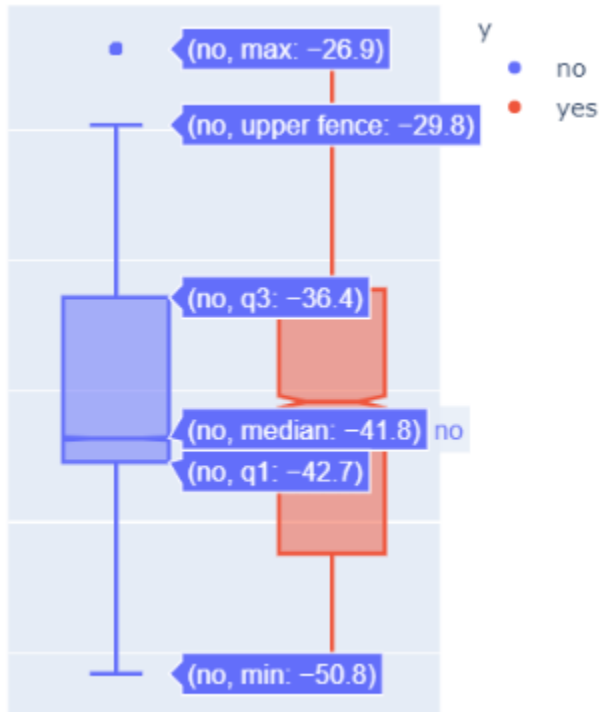 y
no
yes
(no, max: −26.9)
(no, upper fence: −29.8)
(no, q3: −36.4)
(no, median: −41.8) no
(no, q1: −42.7)
(no, min: −50.8)